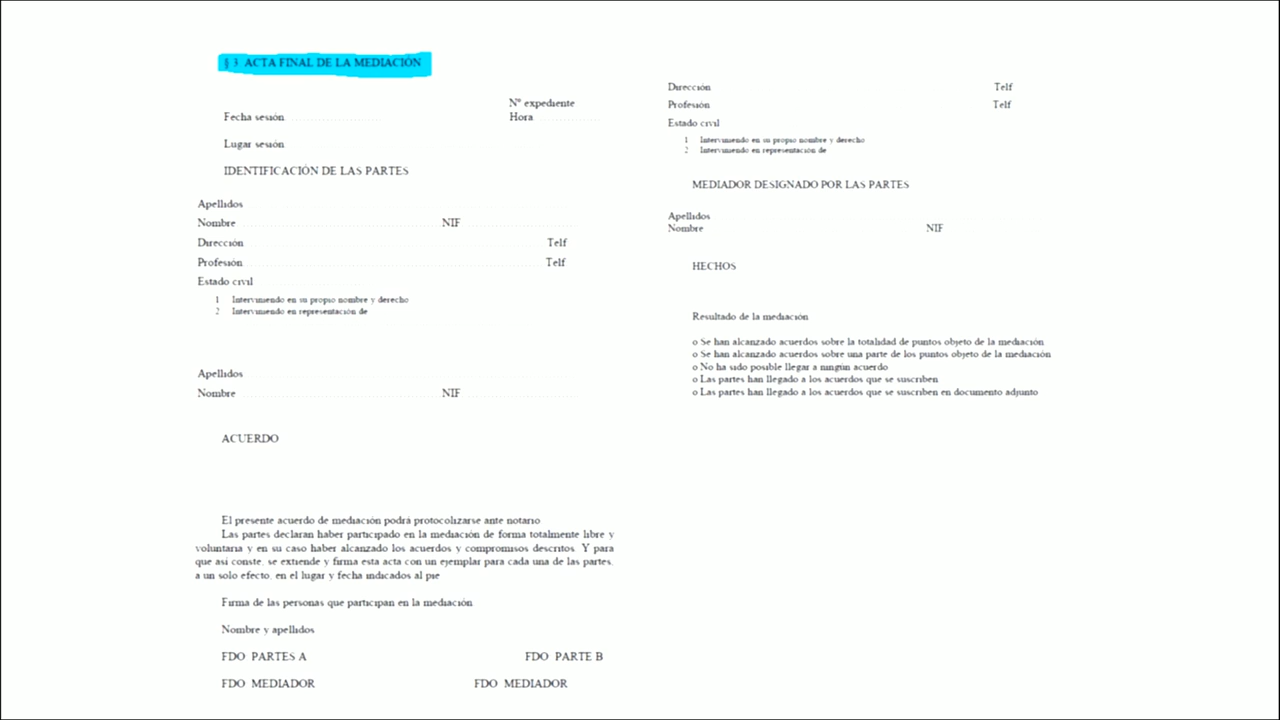 § 3 ACTA FINAL DE LA MEDIACIÓN
Nº expediente
Fecha sesión Hora
Lugar sesión
IDENTIFICACIÓN DE LAS PARTES
Apellidos
Nombre NIF
Dirección Telf
Profesión Telf
Estado civil
1 Interviniendo en su propio nombre y derecho
2 Interviniendo en representación de
Apellidos
Nombre NIF
Dirección Telf
Profesión Telf
Estado civil
1 Interviniendo en su propio nombre y derecho
2 Interviniendo en representación de
MEDIADOR DESIGNADO POR LAS PARTES
Apellidos
Nombre NIF
HECHOS
Resultado de la mediación
o Se han alcanzado acuerdos sobre la totalidad de puntos objeto de la mediación
o Se han alcanzado acuerdos sobre una parte de los puntos objeto de la mediación
o No ha sido posible llegar a ningún acuerdo
o Las partes han llegado a los acuerdos que se suscriben
o Las partes han llegado a los acuerdos que se suscriben en documento adjunto
ACUERDO
El presente acuerdo de mediación podrá protocolizarse ante notario
Las partes declaran haber participado en la mediación de forma totalmente libre y
voluntaria y en su caso haber alcanzado los acuerdos y compromisos descritos. Y para
que así conste, se extiende y firma esta acta con un ejemplar para cada una de las partes,
a un solo efecto, en el lugar y fecha indicados al pie
Firma de las personas que participan en la mediación
Nombre y apellidos
FDO PARTES A FDO PARTE B
FDO MEDIADOR FDO MEDIADOR